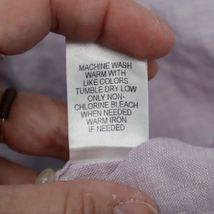 MACHINE WASH
WARM WITH
LIKE COLORS
TUMBLE DRY LOW
ONLY NON-
CHLORINE BLEACH
WHEN NEEDED
WARM IRON
IF NEEDED